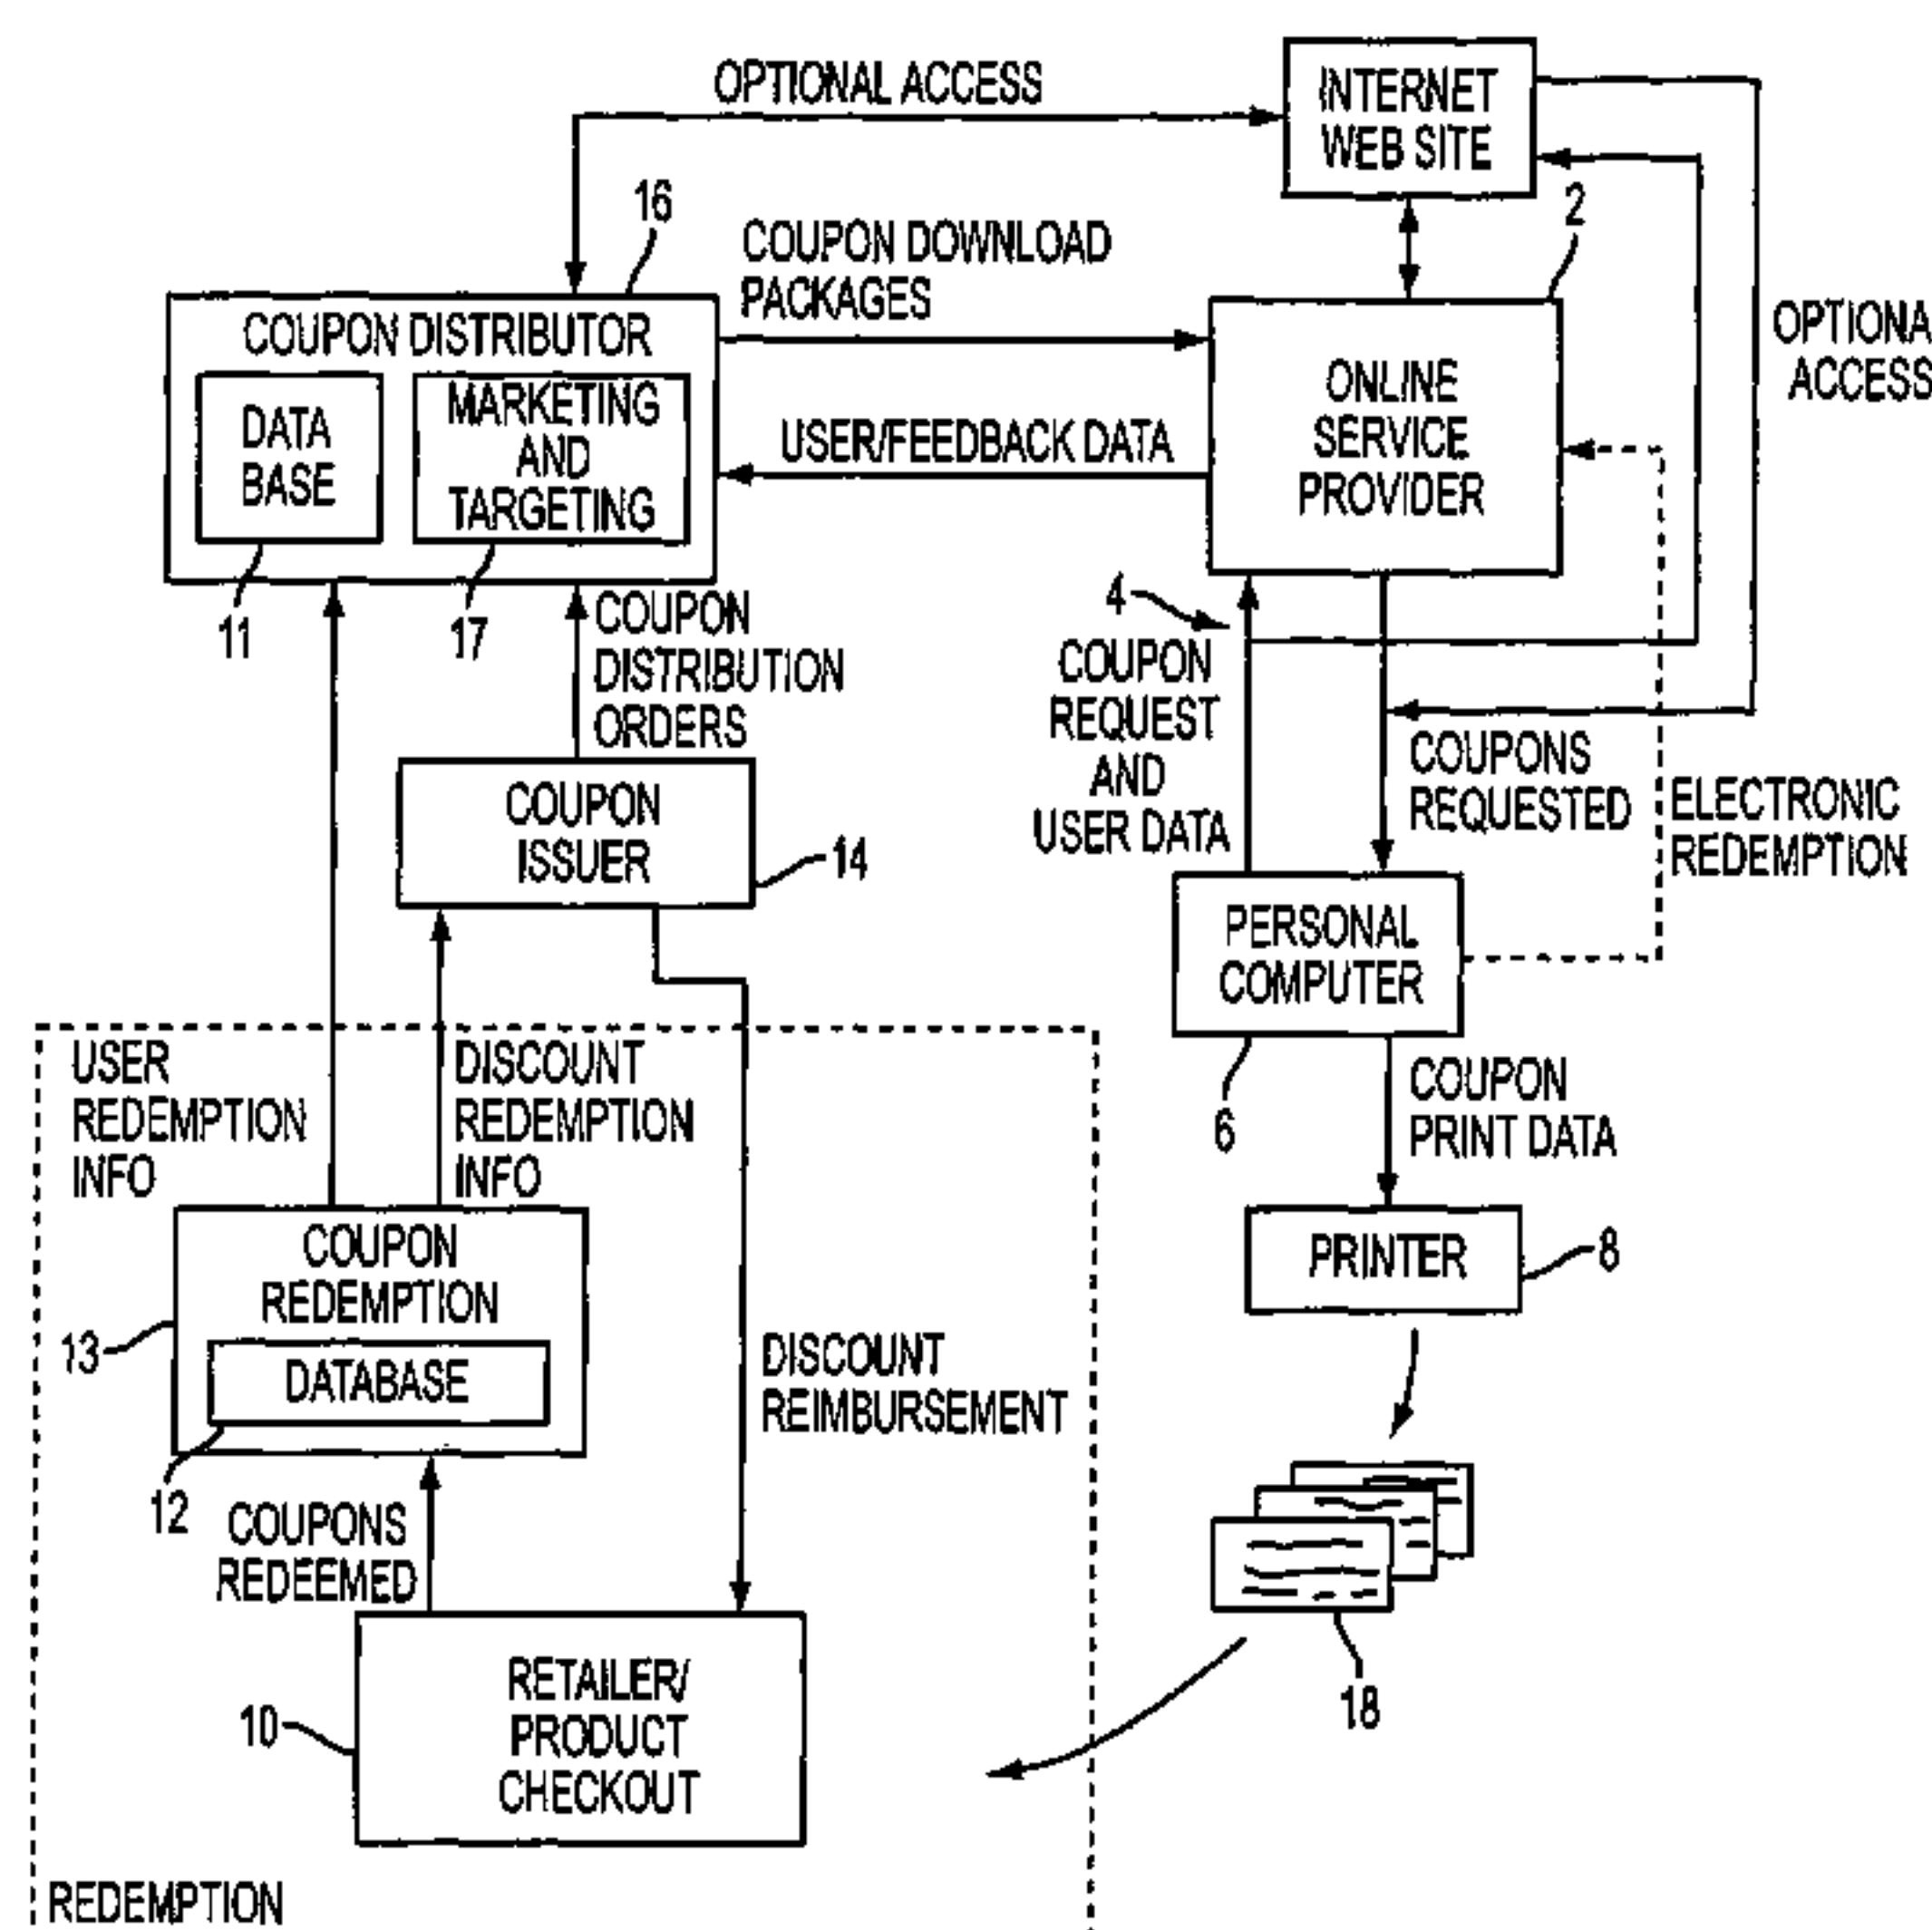 OPTIONAL ACCESS
INTERNET
WEB SITE
16
2
COUPON DOWNLOAD
PACKAGES
COUPON DISTRIBUTOR
DATA
BASE
MARKETING
AND
TARGETING
11
17
USER/FEEDBACK DATA
ONLINE
SERVICE
PROVIDER
OPTIONA
ACCESS
COUPON
DISTRIBUTION
ORDERS
4
COUPON
REQUEST
AND
USER DATA
COUPONS
REQUESTED
ELECTRONIC
REDEMPTION
COUPON
ISSUER
14
PERSONAL
COMPUTER
6
USER
REDEMPTION
INFO
DISCOUNT
REDEMPTION
INFO
COUPON
PRINT DATA
COUPON
REDEMPTION
DATABASE
13
12
PRINTER
8
DISCOUNT
REIMBURSEMENT
COUPONS
REDEEMED
18
RETAILER/
PRODUCT
CHECKOUT
10
REDEMPTION